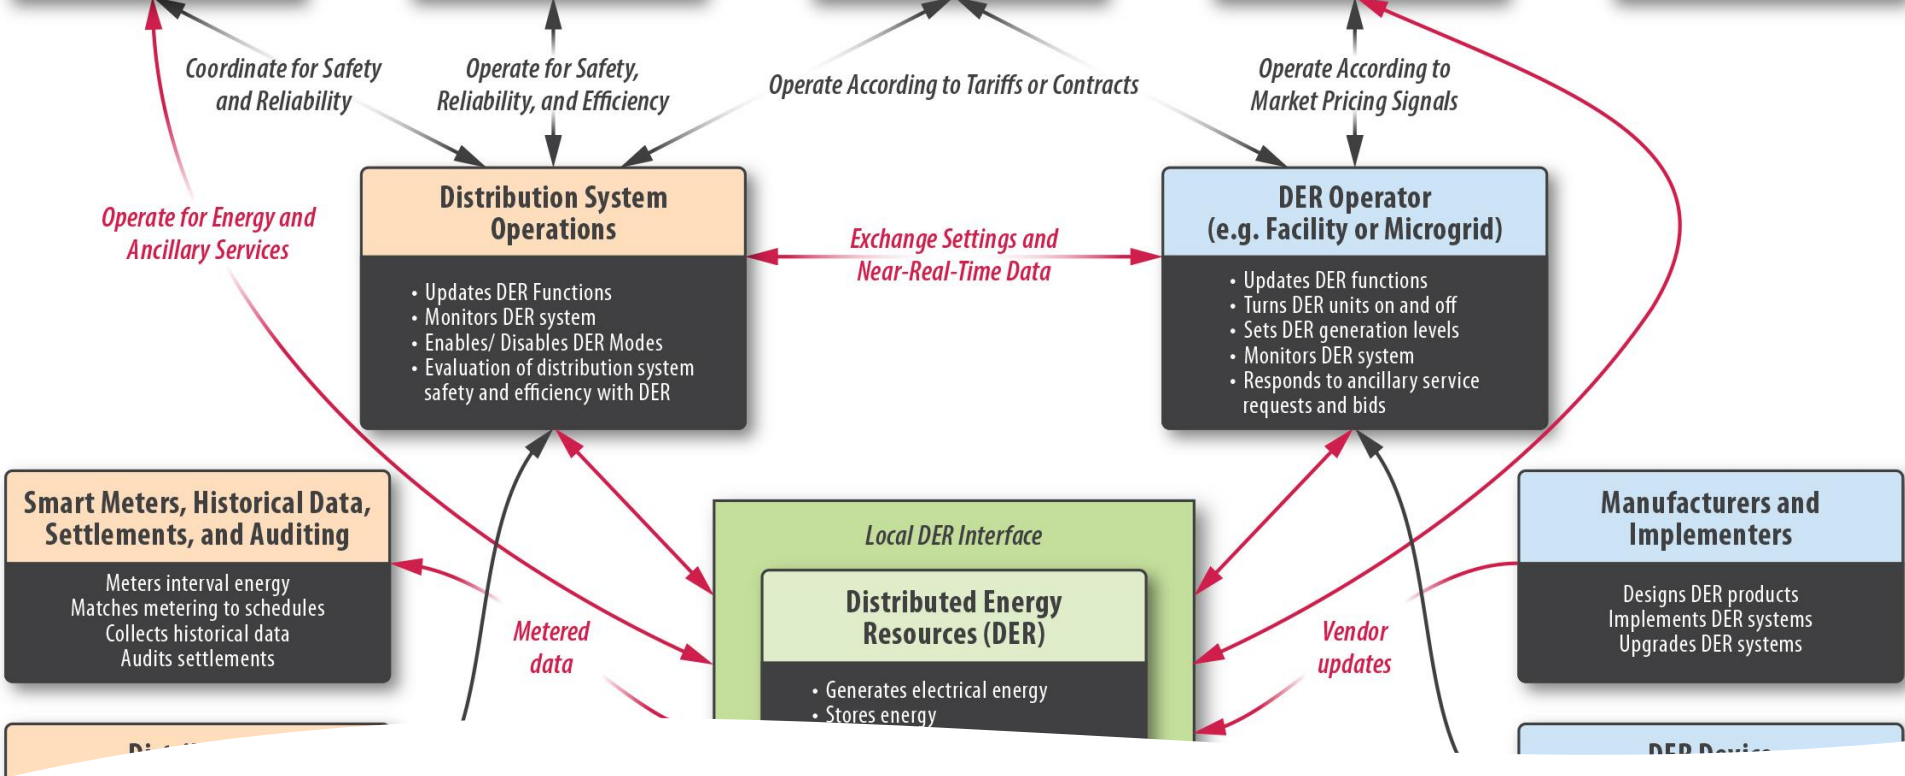 Coordinate for Safety
and Reliability
Operate for Safety,
Reliability, and Efficiency
Operate According to Tariffs or Contracts
Operate According to
Market Pricing Signals
Distribution System
Operations
• Updates DER Functions
• Monitors DER system
• Enables/ Disables DER Modes
• Evaluation of distribution system
safety and efficiency with DER
Operate for Energy and
Ancillary Services
Exchange Settings and
Near-Real-Time Data
DER Operator
(e.g. Facility or Microgrid)
• Updates DER functions
• Turns DER units on and off
• Sets DER generation levels
• Monitors DER system
• Responds to ancillary service
requests and bids
Smart Meters, Historical Data,
Settlements, and Auditing
Meters interval energy
Matches metering to schedules
Collects historical data
Audits settlements
Metered
data
Local DER Interface
Distributed Energy
Resources (DER)
• Generates electrical energy
• Stores energy
Vendor
updates
Manufacturers and
Implementers
Designs DER products
Implements DER systems
Upgrades DER systems
DER